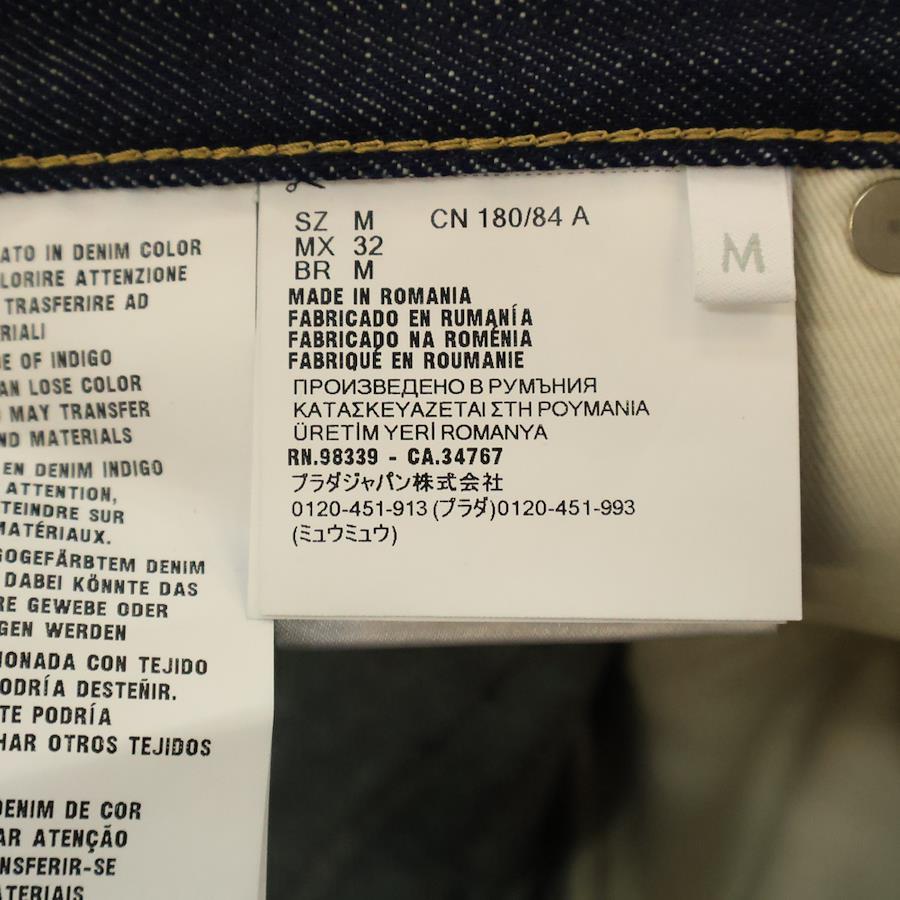 ATO IN DENIM COLOR
LORIRE ATTENZIONE
TRASFERIRE AD
RIALI
E OF INDIGO
AN LOSE COLOR
MAY TRANSFER
ND MATERIALS
EN DENIM INDIGO
ATTENTION,
TEINDRE SUR
MATÉRIAUX.
GOGEFÄRBTEM DENIM
DABEI KÖNNTE DAS
RE GEWEBE ODER
GEN WERDEN
IONADA CON TEJIDO
ODRÍA DESTEÑIR.
TE PODRÍA
HAR OTROS TEJIDOS
DENIM DE COR
AR ATENÇÃO
NSFERIR-SE
ATERIAIS
SZ M CN 180/84 A
MX 32
BR M
MADE IN ROMANIA
FABRICADO EN RUMANÍA
FABRICADO NA ROMÉNIA
FABRIQUÉ EN ROUMANIE
ПРОИЗВЕДЕНО В РУМЪНИЯ
ΚΑΤΑΣΚΕΥΑΖΕΤΑΙ ΣΤΗ ΡΟΥΜΑΝΙΑ
ÜRETİM YERİ ROMANYA
RN.98339 - CA.34767
プラダジャパン株式会社
0120-451-913 (プラダ)0120-451-993
(ミュウミュウ)
M